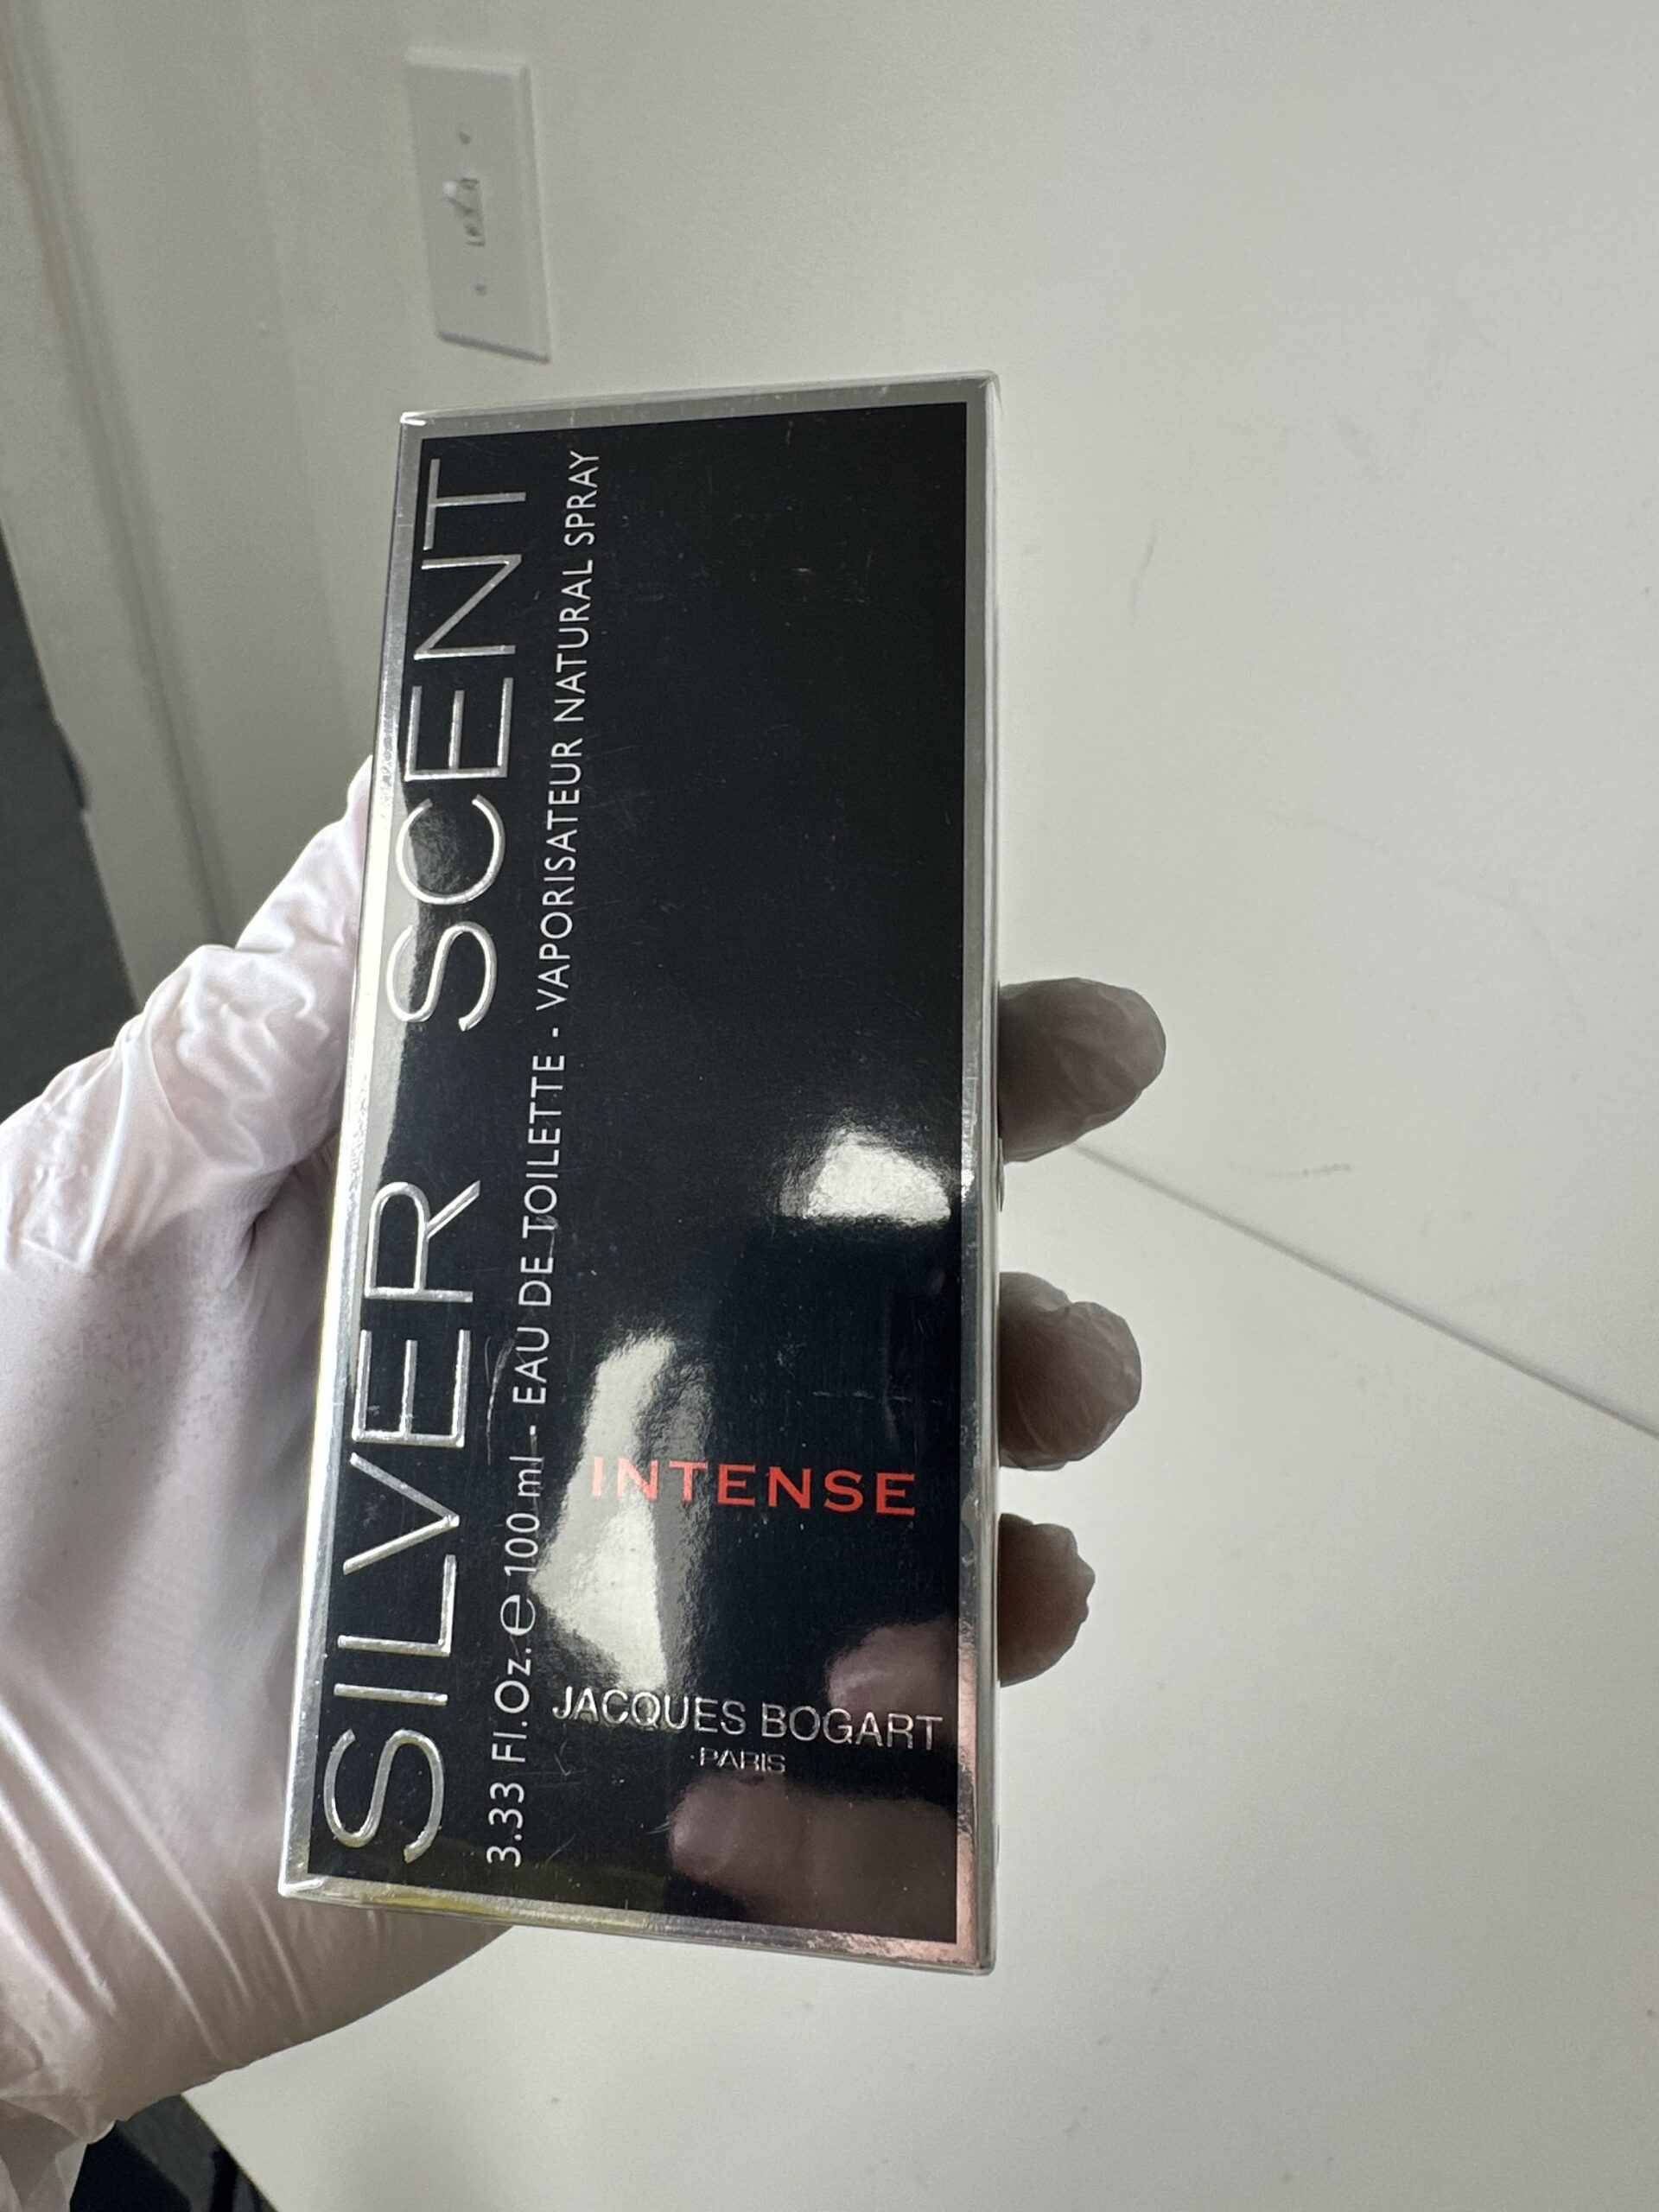 SILVER SCENT
3.33 Fl.Oz. ℮ 100 ml - EAU DE TOILETTE - VAPORISATEUR NATURAL SPRAY
INTENSE
JACQUES BOGART
PARIS